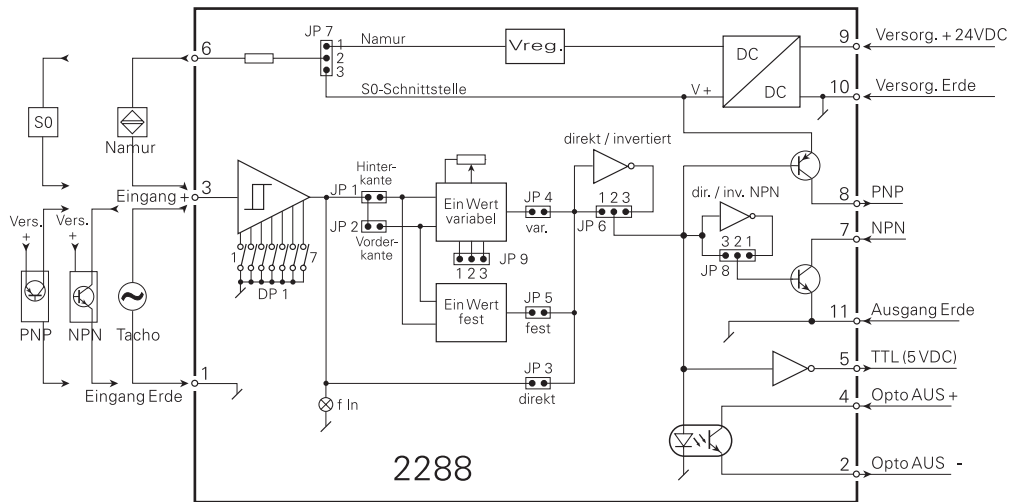 6
JP 7
1
2
3
Namur
Vreg.
DC
DC
9
Versorg. + 24VDC
S0-Schnittstelle
V +
10
Versorg. Erde
S0
Namur
direkt / invertiert
Eingang +
3
JP 1
Hinter-
kante
JP 2
Vorder-
kante
Ein Wert
variabel
JP 4
var.
1 2 3
JP 6
dir. / inv. NPN
3 2 1
JP 8
8
PNP
7
NPN
Vers.
+
Vers.
+
1
7
DP 1
1 2 3
JP 9
PNP
NPN
Tacho
Ein Wert
fest
JP 5
fest
11
Ausgang Erde
JP 3
direkt
5
TTL (5 VDC)
1
Eingang Erde
f In
4
Opto AUS +
2
Opto AUS -
2288